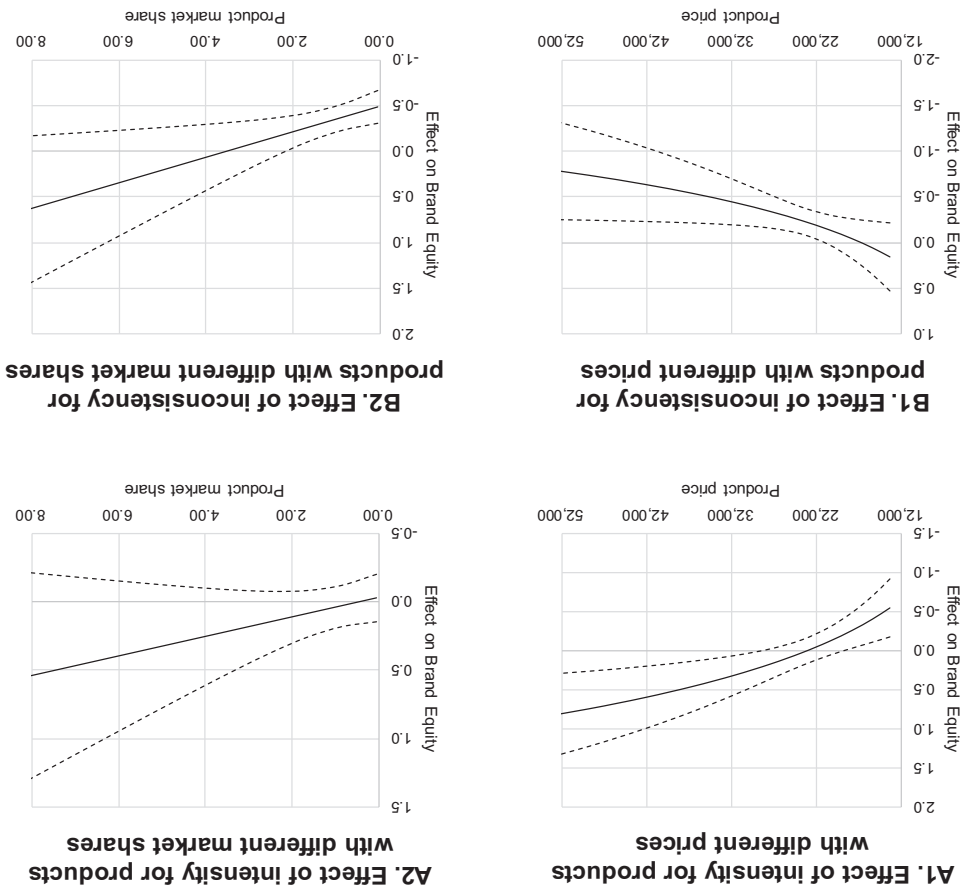 A1. Effect of intensity for products
with different prices
Effect on Brand Equity
2.0
1.5
1.0
0.5
0.0
-0.5
-1.0
-1.5
12,000 22,000 32,000 42,000 52,000
Product price
A2. Effect of intensity for products
with different market shares
Effect on Brand Equity
1.5
1.0
0.5
0.0
-0.5
0.00 2.00 4.00 6.00 8.00
Product market share
B1. Effect of inconsistency for
products with different prices
Effect on Brand Equity
1.0
0.5
0.0
-0.5
-1.0
-1.5
-2.0
12,000 22,000 32,000 42,000 52,000
Product price
B2. Effect of inconsistency for
products with different market shares
Effect on Brand Equity
2.0
1.5
1.0
0.5
0.0
-0.5
-1.0
0.00 2.00 4.00 6.00 8.00
Product market share